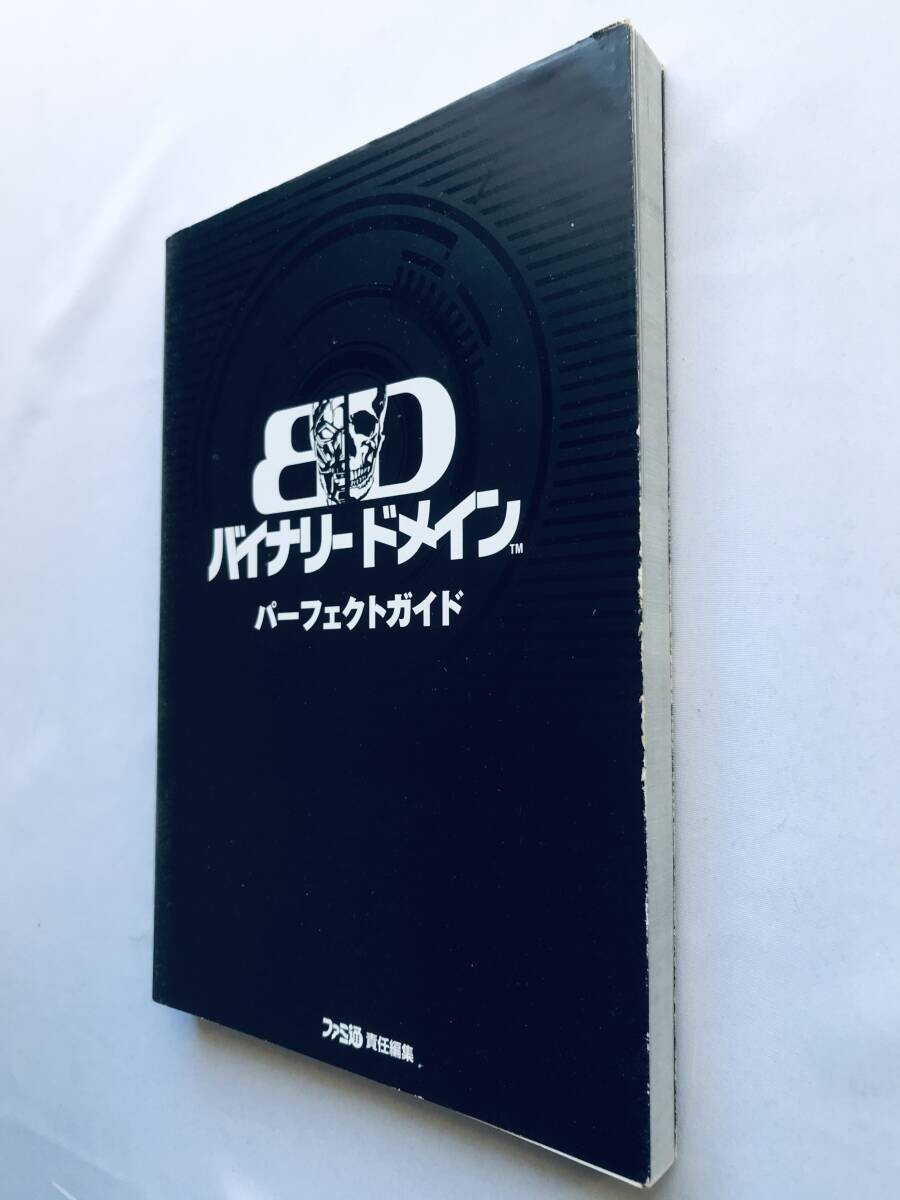 BD
バイナリー ドメイン™
パーフェクトガイド
ファミ通 責任編集